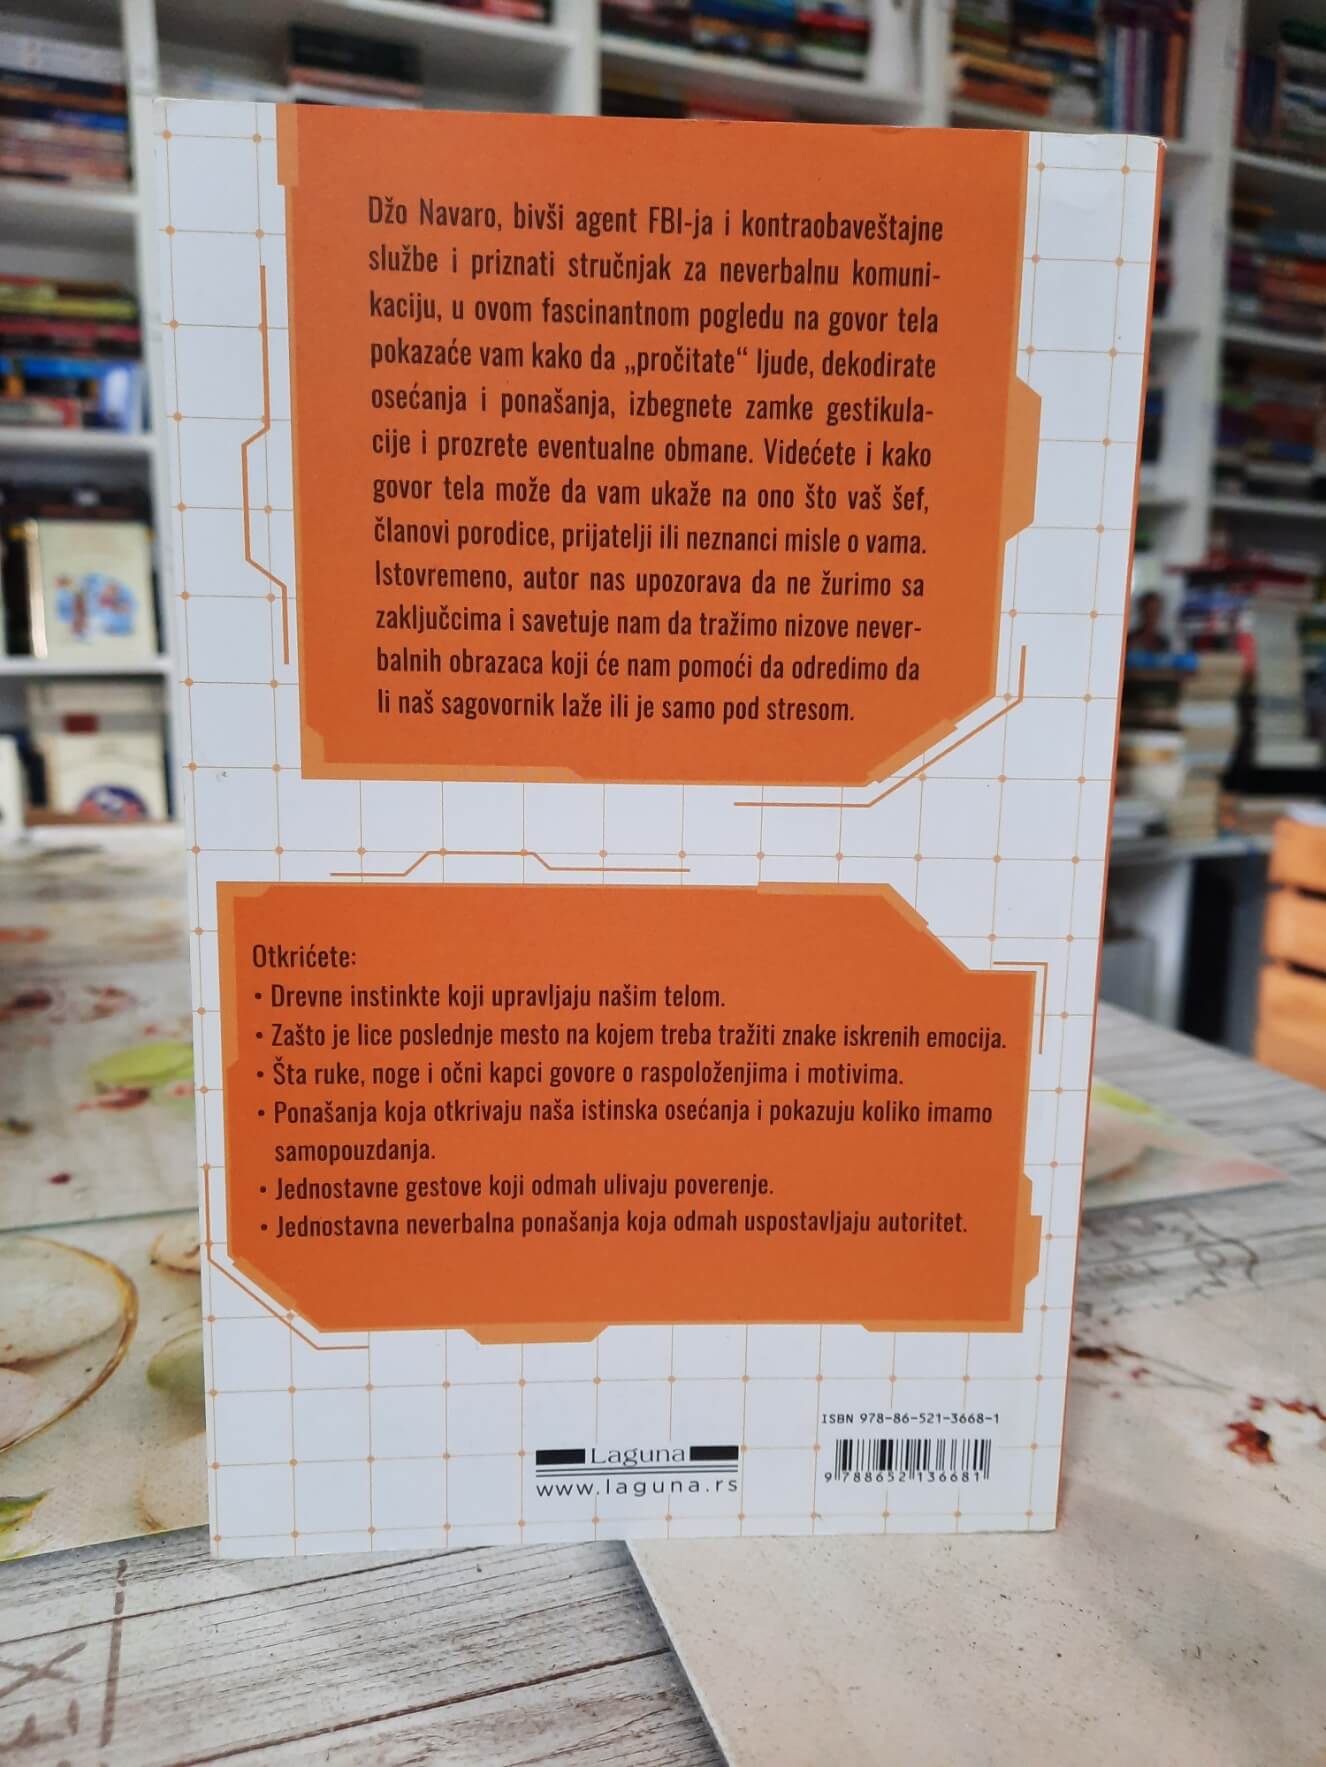 Džo Navaro, bivši agent FBI-ja i kontraobaveštajne
službe i priznati stručnjak za neverbalnu komuni-
kaciju, u ovom fascinantnom pogledu na govor tela
pokazaće vam kako da „pročitate“ ljude, dekodirate
osećanja i ponašanja, izbegnete zamke gestikula-
cije i prozrete eventualne obmane. Videćete i kako
govor tela može da vam ukaže na ono što vaš šef,
članovi porodice, prijatelji ili neznanci misle o vama.
Istovremeno, autor nas upozorava da ne žurimo sa
zaključcima i savetuje nam da tražimo nizove never-
balnih obrazaca koji će nam pomoći da odredimo da
li naš sagovornik laže ili je samo pod stresom.
Otkrićete:
• Drevne instinkte koji upravljaju našim telom.
• Zašto je lice poslednje mesto na kojem treba tražiti znake iskrenih emocija.
• Šta ruke, noge i očni kapci govore o raspoloženjima i motivima.
• Ponašanja koja otkrivaju naša istinska osećanja i pokazuju koliko imamo
samopouzdanja.
• Jednostavne gestove koji odmah ulivaju poverenje.
• Jednostavna neverbalna ponašanja koja odmah uspostavljaju autoritet.
ISBN 978-86-521-3668-1
Laguna
www.laguna.rs
9 788652 136681